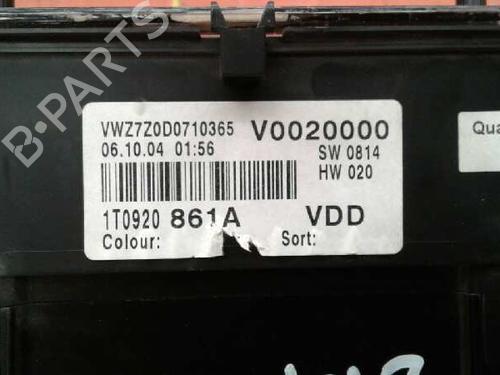 B-Parts
VWZ7Z0D0710365 V0020000
06.10.04 01:56 SW 0814
HW 020
1T0920 861A VDD
Colour: Sort:
Qua